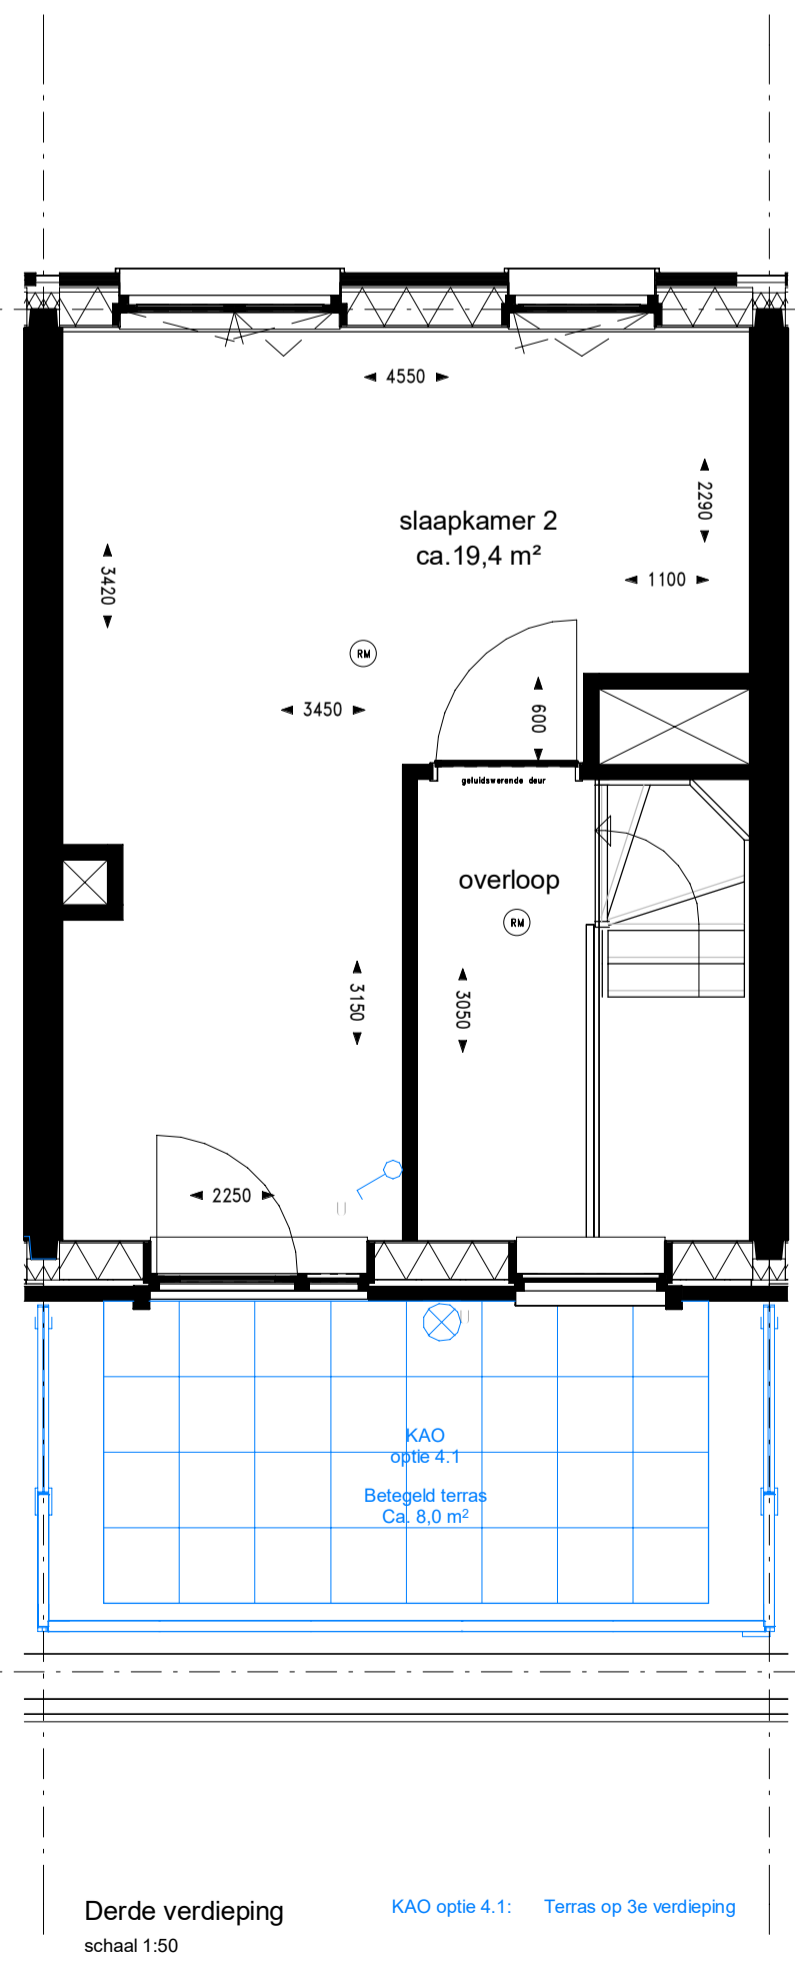 4550
2290
slaapkamer 2
ca.19,4 m²
3420
1100
RM
3450
600
geluidswerende deur
overloop
RM
3150
3050
2250
KAO
optie 4.1
Betegeld terras
Ca. 8,0 m²
Derde verdieping
KAO optie 4.1: Terras op 3e verdieping
schaal 1:50